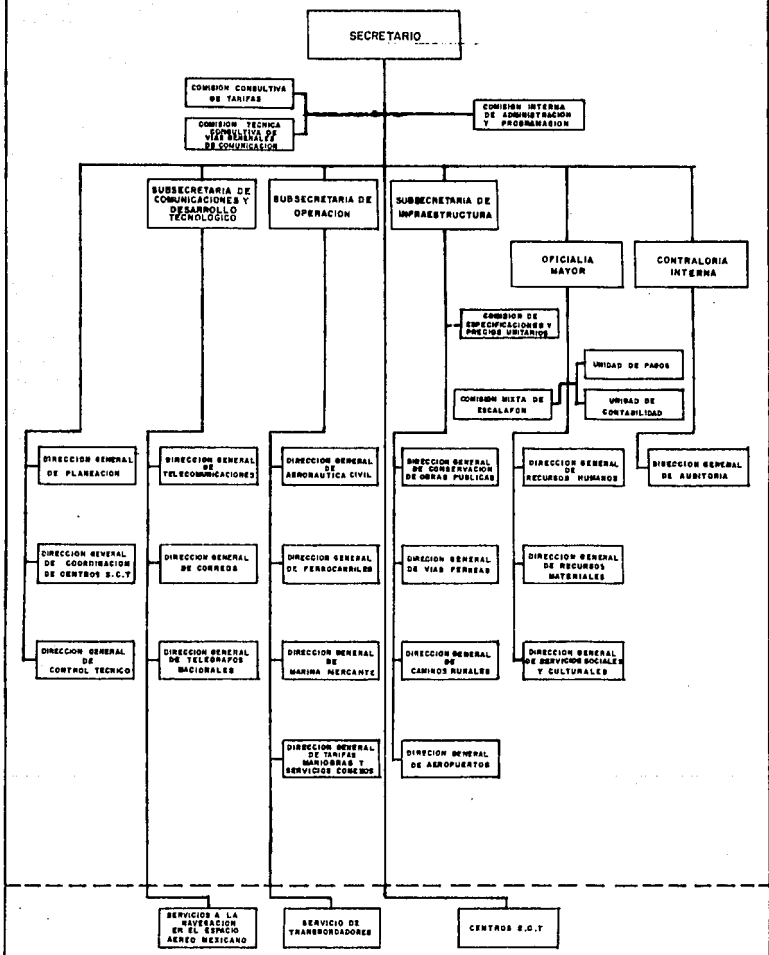 SECRETARIO
COMISION CONSULTIVA
DE TARIFAS
COMISION TECNICA
CONSULTIVA DE
VIAS GENERALES
DE COMUNICACION
COMISION INTERNA
DE ADMINISTRACIÓN
Y PROGRAMACION
SUBSECRETARIA DE
COMUNICACIONES Y
DESARROLLO
TECNOLÓGICO
SUBSECRETARIA DE
OPERACION
SUBSECRETARIA DE
INFRAESTRUCTURA
OFICIALIA
MAYOR
CONTRALORIA
INTERNA
COMISION DE
ESPECIFICACIONES Y
PRECIOS UNITARIOS
UNIDAD DE PAGOS
COMISION MIXTA DE
ESCALAFON
UNIDAD DE
CONTABILIDAD
DIRECCION GENERAL
DE PLANEACION
DIRECCION GENERAL
DE
TELECOMUNICACIONES
DIRECCION GENERAL
DE
AERONAUTICA CIVIL
DIRECCION GENERAL
DE CONSERVACION
DE OBRAS PUBLICAS
DIRECCION GENERAL
DE
RECURSOS HUMANOS
DIRECCION GENERAL
DE AUDITORIA
DIRECCION GENERAL
DE COORDINACION
DE CENTROS S.C.T
DIRECCION GENERAL
DE CORREOS
DIRECCION GENERAL
DE FERROCARRILES
DIRECCION GENERAL
DE VIAS FERREAS
DIRECCION GENERAL
DE RECURSOS
MATERIALES
DIRECCION GENERAL
DE
CONTROL TECNICO
DIRECCION GENERAL
DE TELEGRAFOS
NACIONALES
DIRECCION GENERAL
DE
MARINA MERCANTE
DIRECCION GENERAL
DE
CAMINOS RURALES
DIRECCION GENERAL
DE SERVICIOS SOCIALES
Y CULTURALES
DIRECCION GENERAL
DE TARIFAS
MANIOBRAS Y
SERVICIOS CONEXOS
DIRECION GENERAL
DE AEROPUERTOS
SERVICIOS A LA
NAVEGACION
EN EL ESPACIO
AEREO MEXICANO
SERVICIO DE
TRANSBORDADORES
CENTROS S.C.T